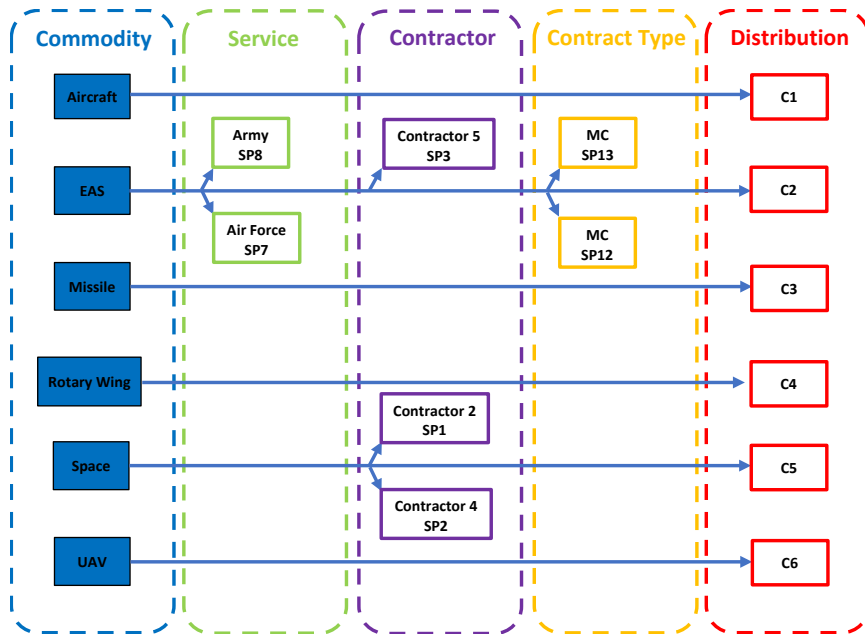 Commodity
Service
Contractor
Contract Type
Distribution
Aircraft
C1
Army
SP8
Contractor 5
SP3
MC
SP13
EAS
C2
Air Force
SP7
MC
SP12
Missile
C3
Rotary Wing
C4
Contractor 2
SP1
Space
C5
Contractor 4
SP2
UAV
C6